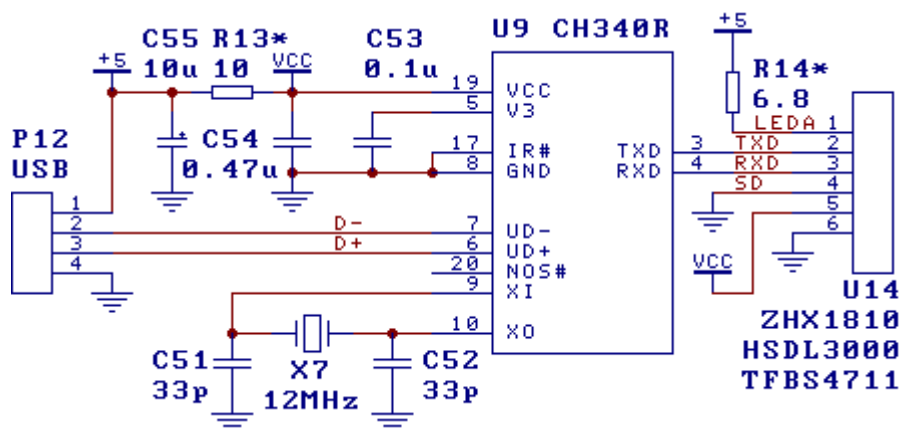 U9 CH340R
+5
C55 R13* VCC C53
+5 10u 10 0.1u
R14*
6.8
19 VCC
5 V3
C54
0.47u
P12
USB
17 IR# TXD 3 TXD 2
8 GND RXD 4 RXD 3
LEDA 1
SD 4
5
6
1
2 D- 7 UD-
3 D+ 6 UD+
4 20 NOS#
9 XI
10 XO
VCC
U14
ZHX1810
HSDL3000
TFBS4711
C51 X7 C52
33p 12MHz 33p